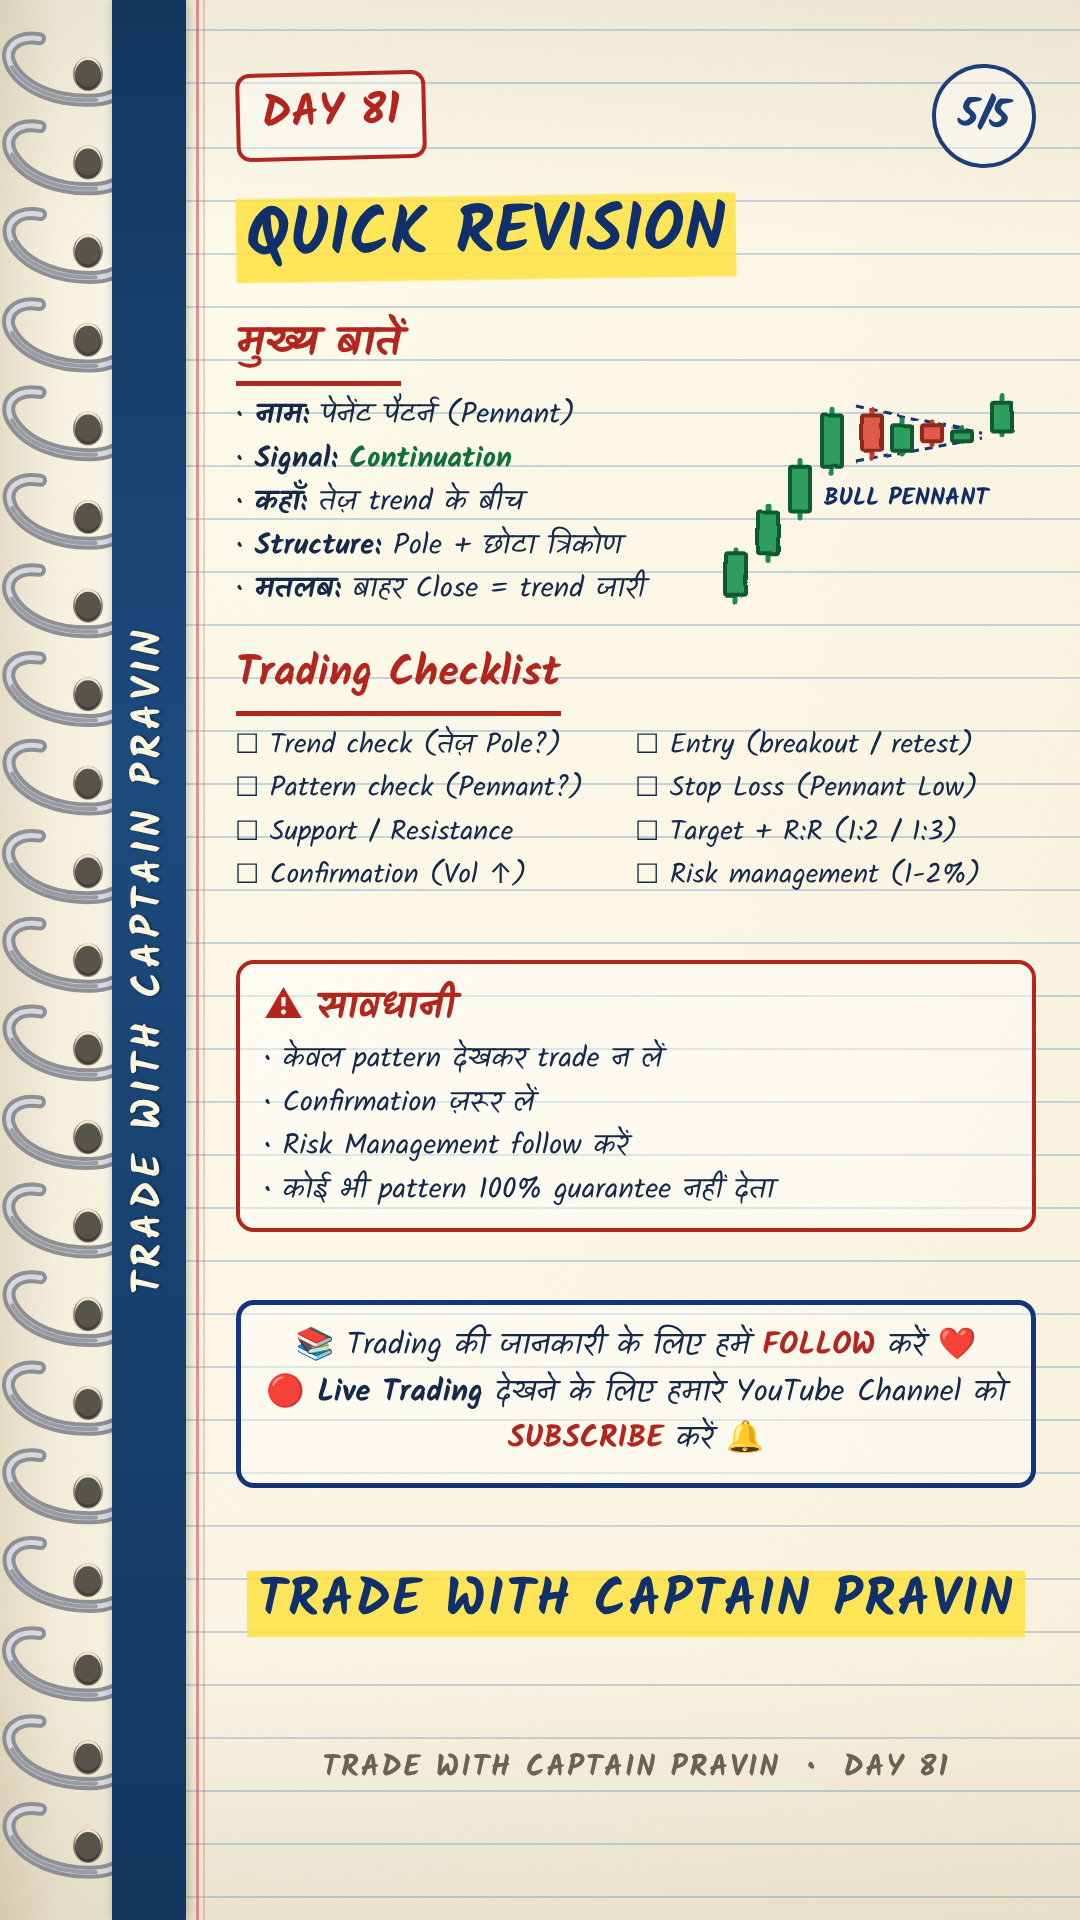 DAY 81
5/5
QUICK REVISION
मुख्य बातें
· नाम: पेनेंट पैटर्न (Pennant)
· Signal: Continuation
· कहाँ: तेज़ trend के बीच
· Structure: Pole + छोटा त्रिकोण
· मतलब: बाहर Close = trend जारी
BULL PENNANT
Trading Checklist
☐ Trend check (तेज़ Pole?)
☐ Pattern check (Pennant?)
☐ Support / Resistance
☐ Confirmation (Vol ↑)
☐ Entry (breakout / retest)
☐ Stop Loss (Pennant Low)
☐ Target + R:R (1:2 / 1:3)
☐ Risk management (1-2%)
⚠ सावधानी
· केवल pattern देखकर trade न लें
· Confirmation ज़रूर लें
· Risk Management follow करें
· कोई भी pattern 100% guarantee नहीं देता
📚 Trading की जानकारी के लिए हमें FOLLOW करें ❤️
🔴 Live Trading देखने के लिए हमारे YouTube Channel को
SUBSCRIBE करें 🔔
TRADE WITH CAPTAIN PRAVIN
TRADE WITH CAPTAIN PRAVIN · DAY 81
TRADE WITH CAPTAIN PRAVIN